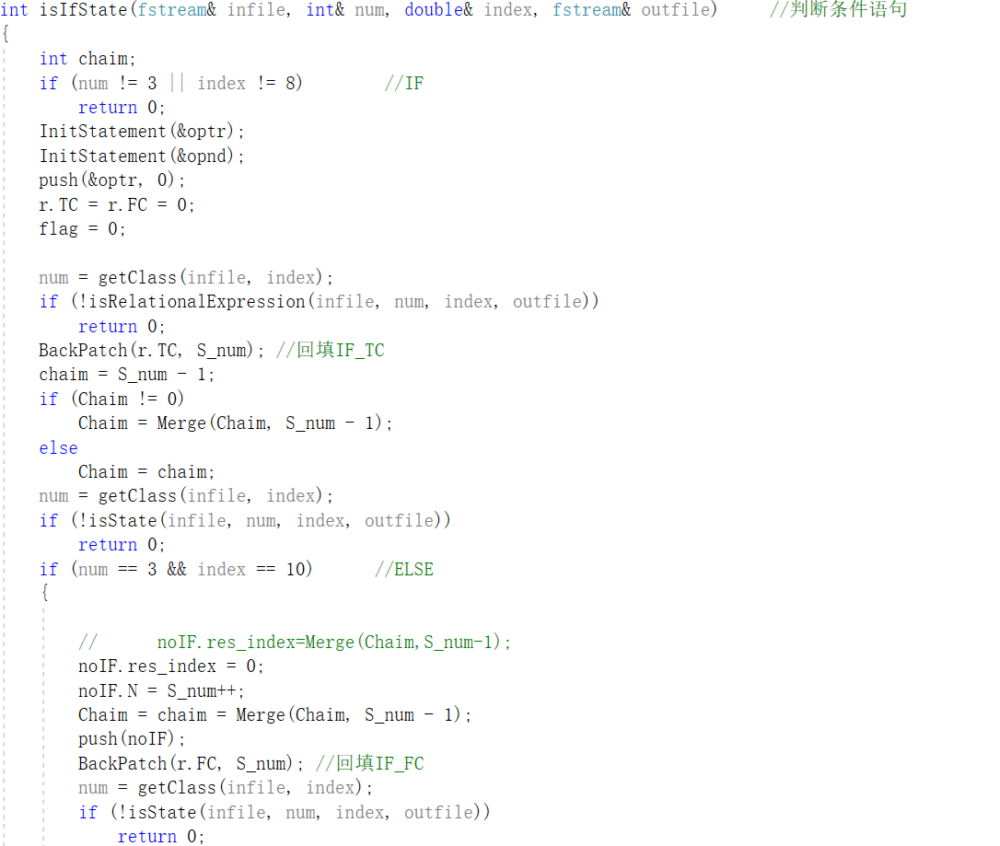 int isIfState(fstream& infile, int& num, double& index, fstream& outfile)     //判断条件语句
{
    int chaim;
    if (num != 3 || index != 8)        //IF
        return 0;
    InitStatement(&optr);
    InitStatement(&opnd);
    push(&optr, 0);
    r.TC = r.FC = 0;
    flag = 0;

    num = getClass(infile, index);
    if (!isRelationalExpression(infile, num, index, outfile))
        return 0;
    BackPatch(r.TC, S_num); //回填IF_TC
    chaim = S_num - 1;
    if (Chaim != 0)
        Chaim = Merge(Chaim, S_num - 1);
    else
        Chaim = chaim;
    num = getClass(infile, index);
    if (!isState(infile, num, index, outfile))
        return 0;
    if (num == 3 && index == 10)      //ELSE
    {

        //      noIF.res_index=Merge(Chaim,S_num-1);
        noIF.res_index = 0;
        noIF.N = S_num++;
        Chaim = chaim = Merge(Chaim, S_num - 1);
        push(noIF);
        BackPatch(r.FC, S_num); //回填IF_FC
        num = getClass(infile, index);
        if (!isState(infile, num, index, outfile))
            return 0;